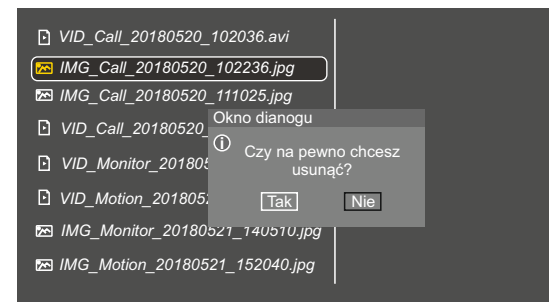 VID_Call_20180520_102036.avi
IMG_Call_20180520_102236.jpg
IMG_Call_20180520_111025.jpg
VID_Call_20180520_
VID_Monitor_20180
VID_Motion_201805
IMG_Monitor_20180521_140510.jpg
IMG_Motion_20180521_152040.jpg
Okno dianogu
Czy na pewno chcesz
usunąć?
Tak Nie